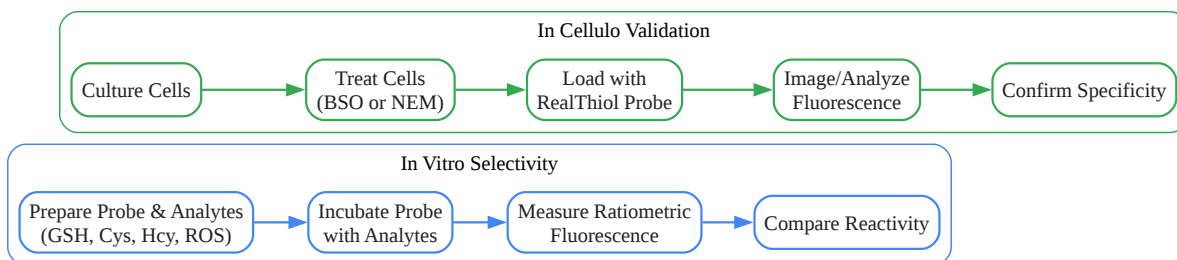 In Cellulo Validation
Culture Cells
Treat Cells
(BSO or NEM)
Load with
RealThiol Probe
Image/Analyze
Fluorescence
Confirm Specificity
In Vitro Selectivity
Prepare Probe & Analytes
(GSH, Cys, Hcy, ROS)
Incubate Probe
with Analytes
Measure Ratiometric
Fluorescence
Compare Reactivity